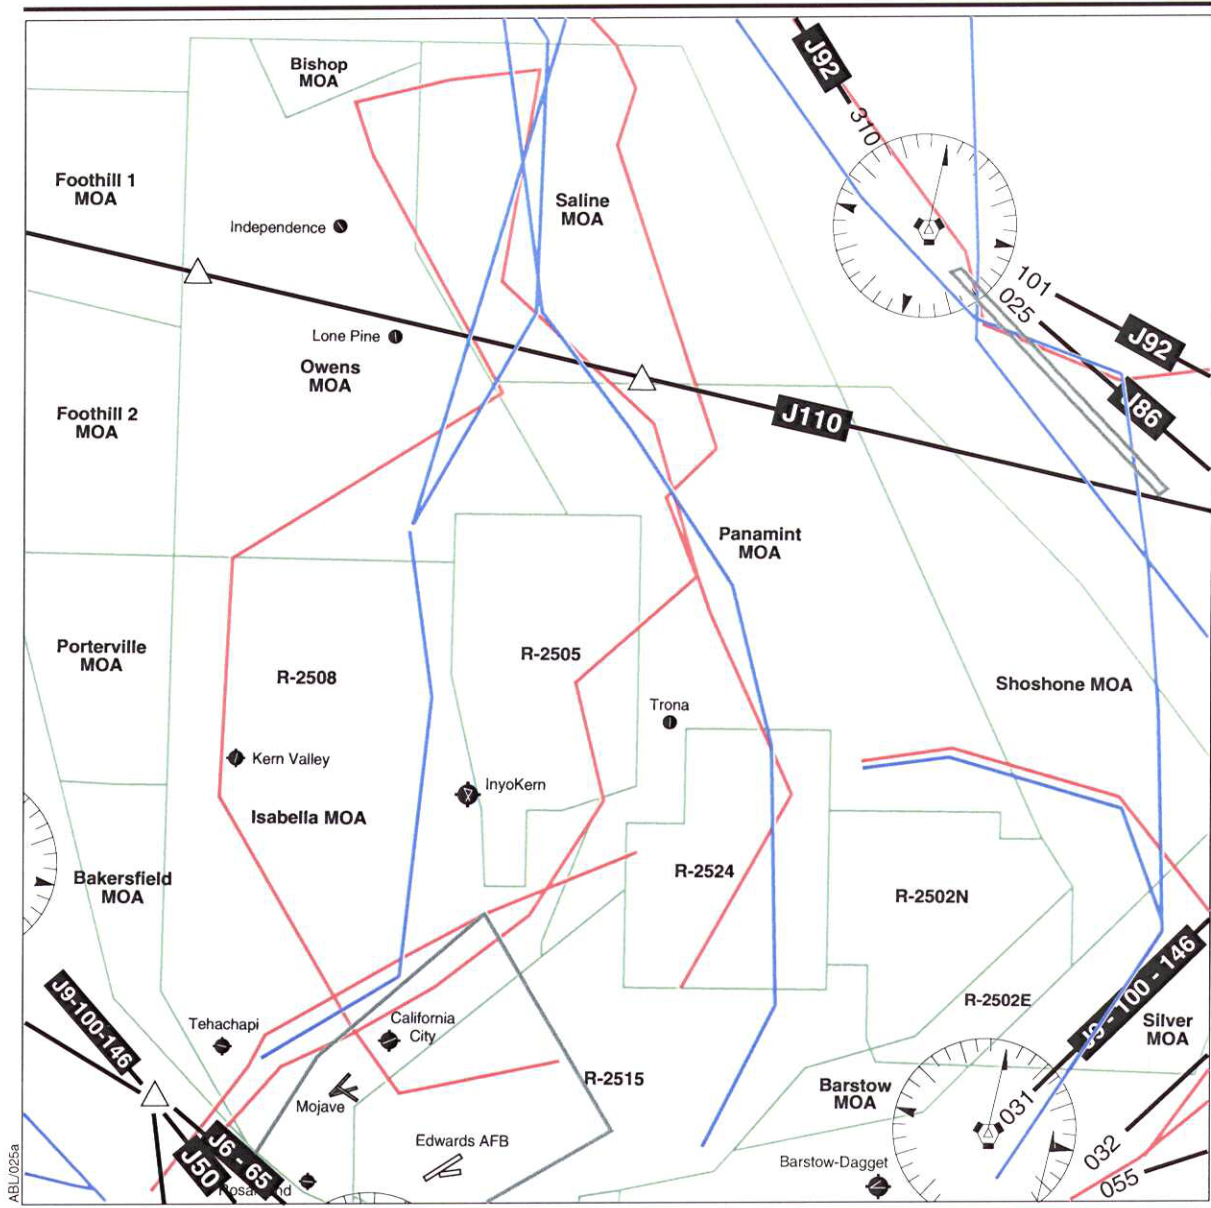 Bishop
MOA
J92
310
Foothill 1
MOA
Saline
MOA
Independence
101
025
J92
Lone Pine
Owens
MOA
J86
Foothill 2
MOA
J110
Panamint
MOA
Porterville
MOA
R-2505
R-2508
Shoshone MOA
Trona
Kern Valley
InyoKern
Isabella MOA
Bakersfield
MOA
R-2524
R-2502N
J9-100-146
J9 - 100 - 146
R-2502E
Silver
MOA
Tehachapi
California
City
R-2515
Barstow
MOA
031
Mojave
Edwards AFB
032
J6 - 65
J50
Barstow-Dagget
055
ABL/025a